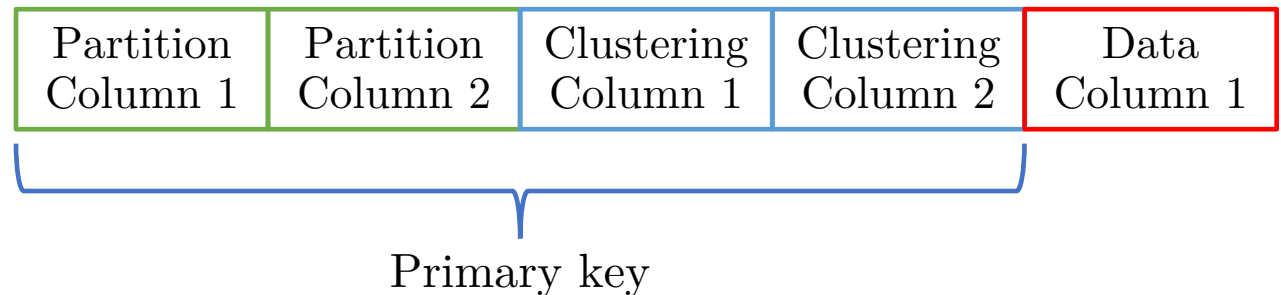 Partition Partition Clustering Clustering Data
Column 1 Column 2 Column 1 Column 2 Column 1
Primary key